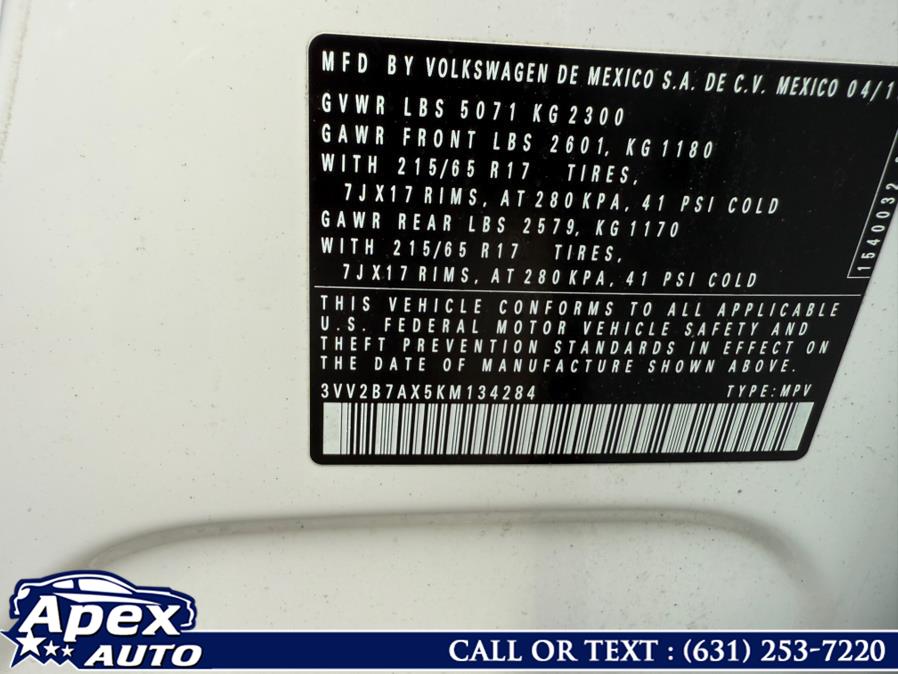 MFD BY VOLKSWAGEN DE MEXICO S.A. DE C.V. MEXICO 04/1
GVWR LBS 5071 KG 2300
GAWR FRONT LBS 2601, KG 1180
WITH 215/65 R17 TIRES,
7JX17 RIMS, AT 280 KPA, 41 PSI COLD
GAWR REAR LBS 2579, KG 1170
WITH 215/65 R17 TIRES,
7JX17 RIMS, AT 280 KPA, 41 PSI COLD
1540032
THIS VEHICLE CONFORMS TO ALL APPLICABLE
U.S. FEDERAL MOTOR VEHICLE SAFETY AND
THEFT PREVENTION STANDARDS IN EFFECT ON
THE DATE OF MANUFACTURE SHOWN ABOVE.
3VV2B7AX5KM134284 TYPE: MPV
APEX
AUTO
CALL OR TEXT : (631) 253-7220